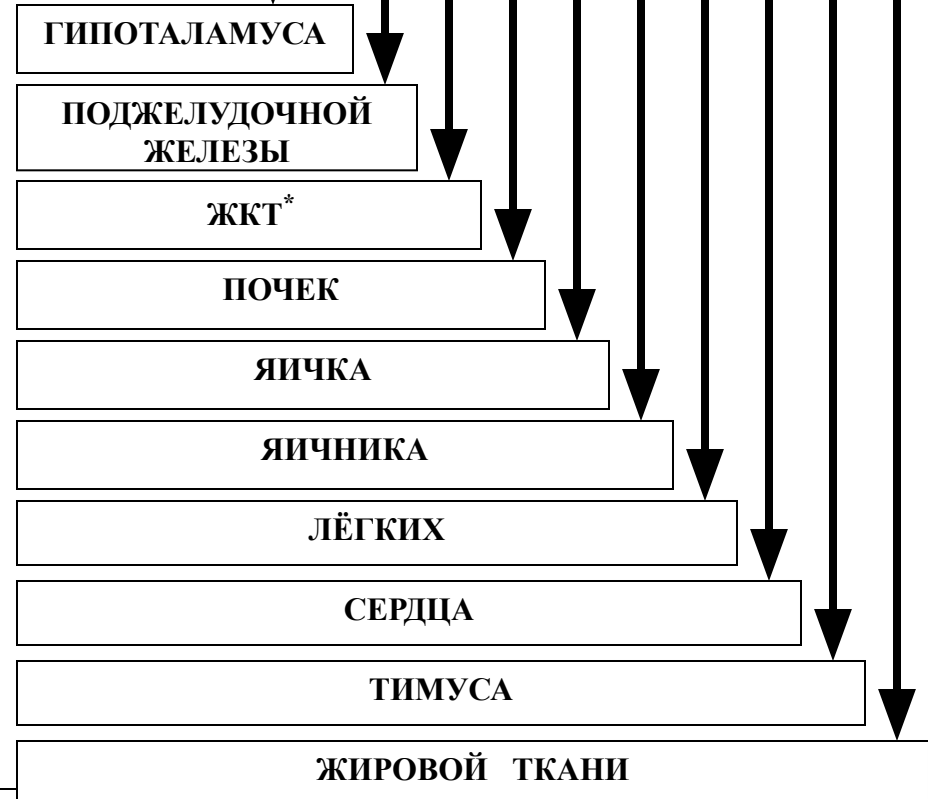 ГИПОТАЛАМУСА
ПОДЖЕЛУДОЧНОЙ
ЖЕЛЕЗЫ
ЖКТ*
ПОЧЕК
ЯИЧКА
ЯИЧНИКА
ЛЁГКИХ
СЕРДЦА
ТИМУСА
ЖИРОВОЙ ТКАНИ